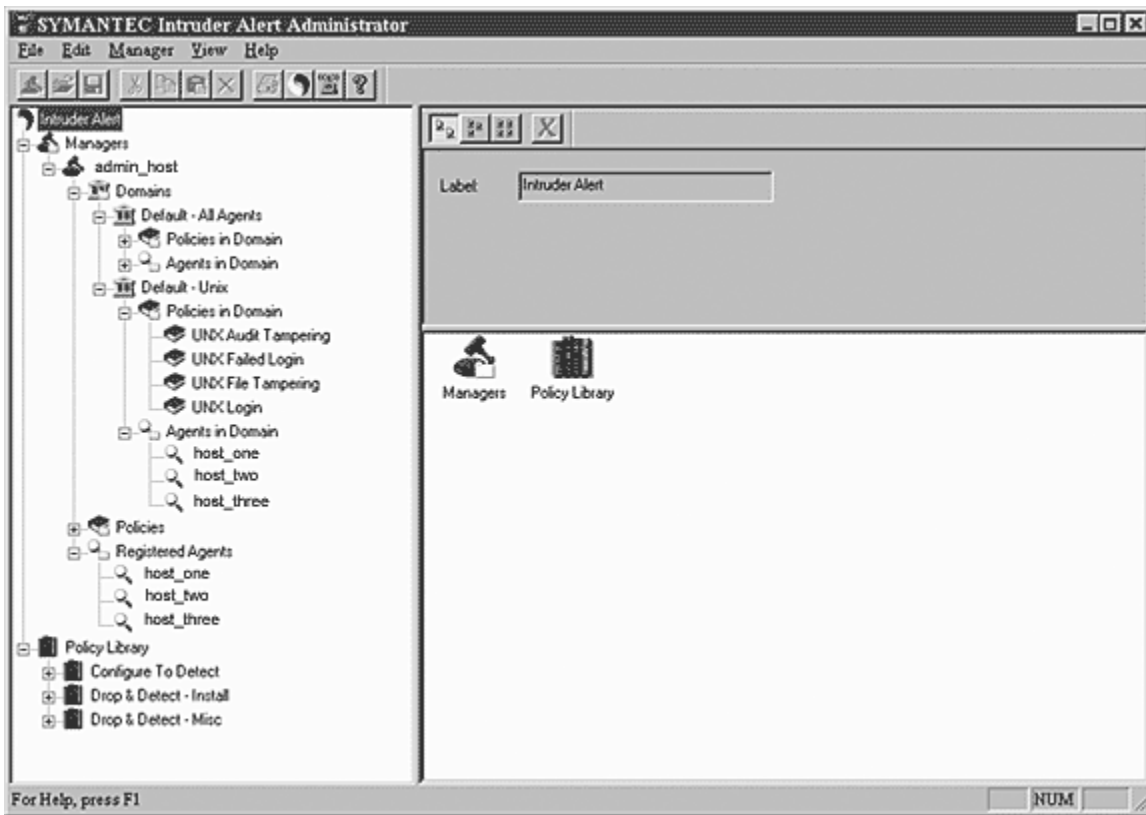 SYMANTEC Intruder Alert Administrator
File Edit Manager View Help
Intruder Alert
Managers
admin_host
Domains
Default - All Agents
Policies in Domain
Agents in Domain
Default - Unix
Policies in Domain
UNX Audit Tampering
UNX Failed Login
UNX File Tampering
UNX Login
Agents in Domain
host_one
host_two
host_three
Policies
Registered Agents
host_one
host_two
host_three
Policy Library
Configure To Detect
Drop & Detect - Install
Drop & Detect - Misc
Label: Intruder Alert
Managers Policy Library
For Help, press F1 NUM